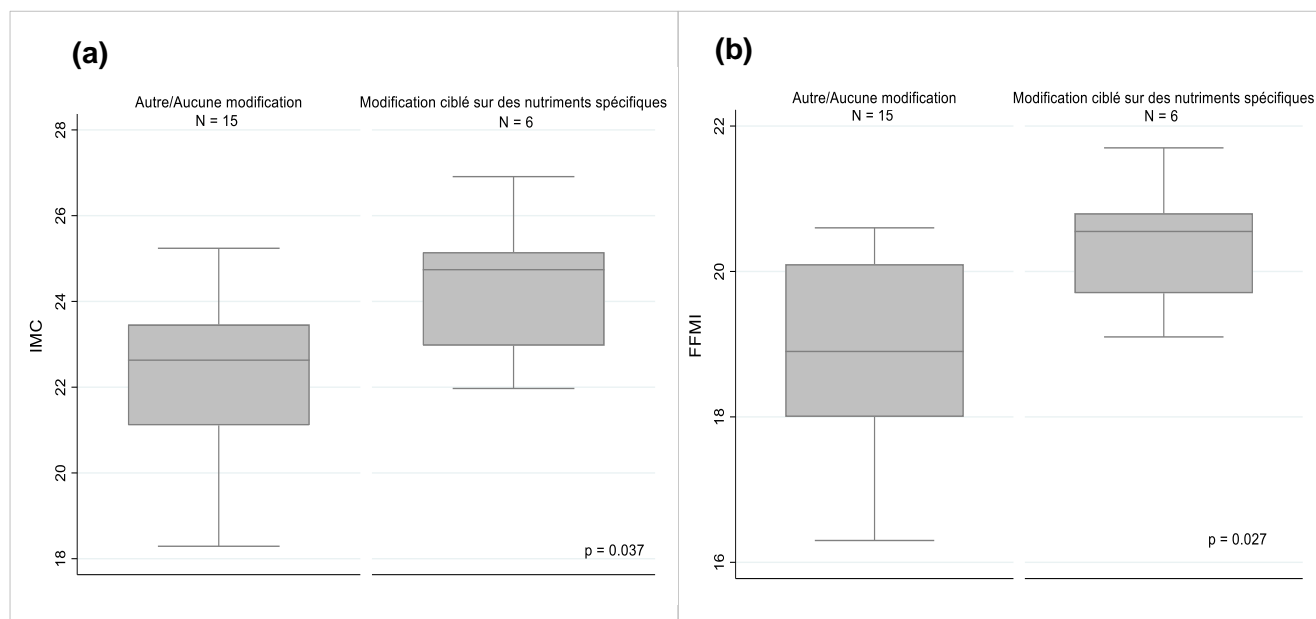 (a)
Autre/Aucune modification
N = 15
Modification ciblé sur des nutriments spécifiques
N = 6
28
26
24
22
20
18
IMC
p = 0.037
(b)
Autre/Aucune modification
N = 15
Modification ciblé sur des nutriments spécifiques
N = 6
22
20
18
16
FFMI
p = 0.027